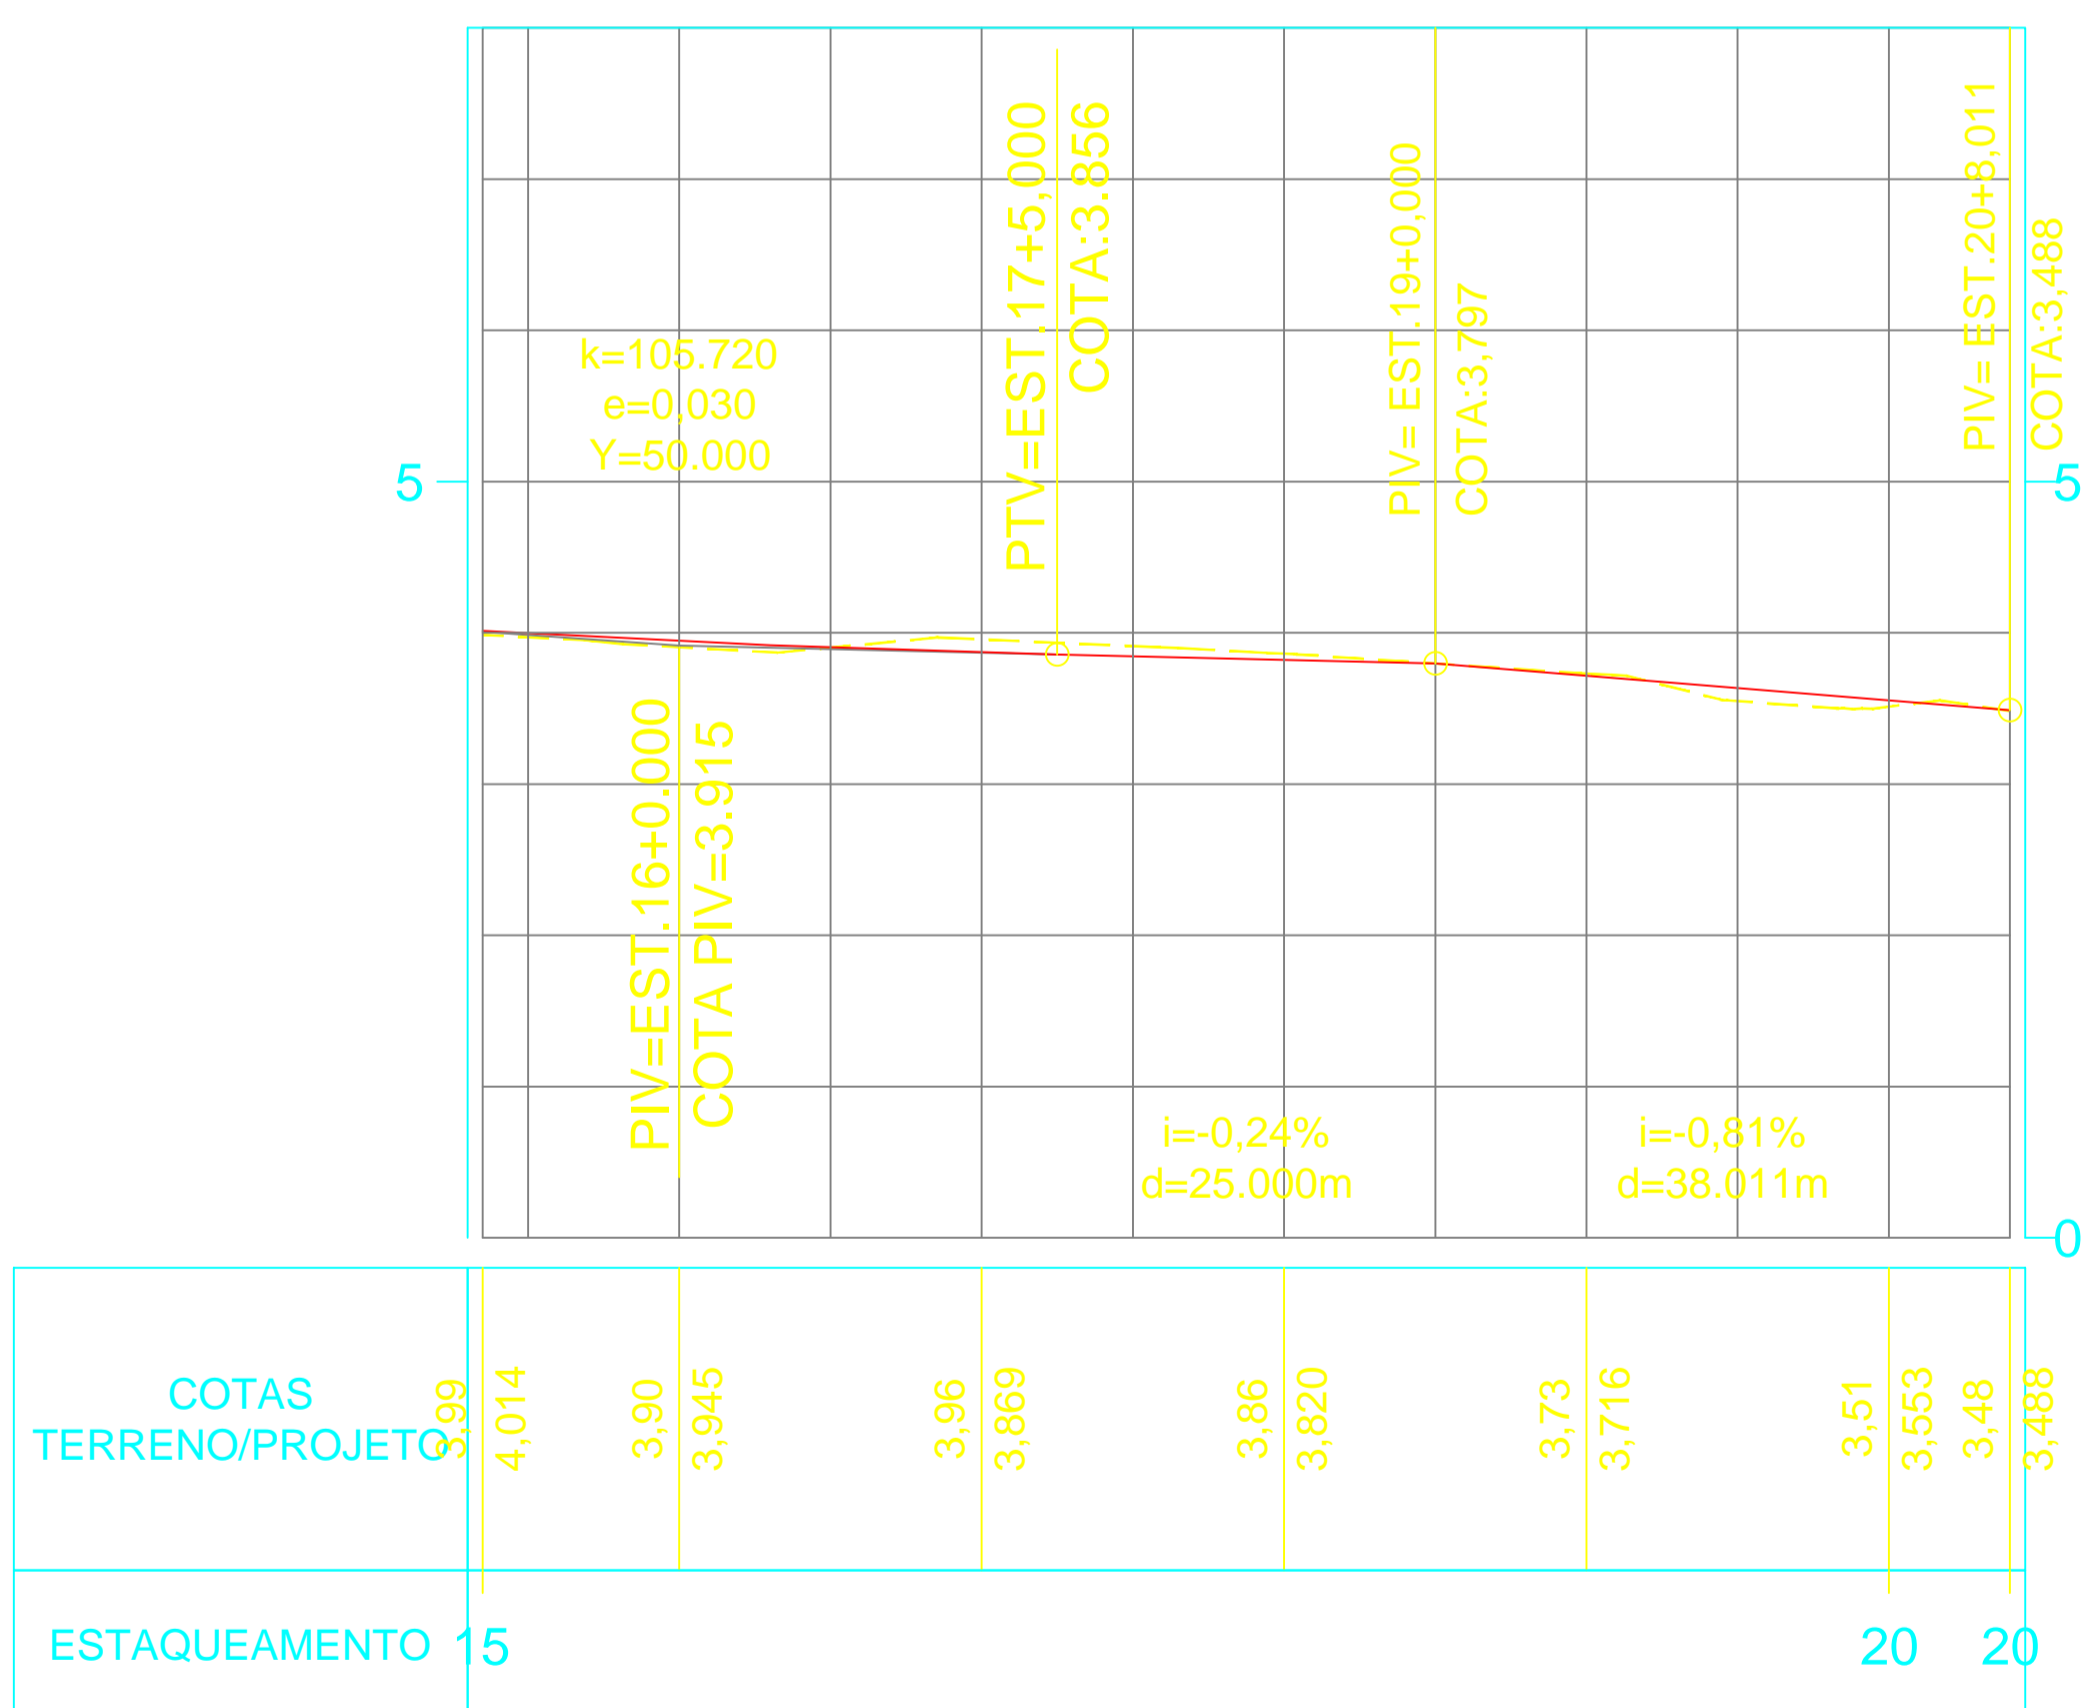 PTV=EST.17+5,000
COTA:3.856
PIV= EST.19+0,000
COTA:3,797
PIV= EST.20+8,011
COTA:3,488
k=105.720
e=0,030
Y=50.000
5
5
PIV=EST.16+0.000
COTA PIV=3.915
i=-0,24%
d=25.000m
i=-0,81%
d=38.011m
0
COTAS
TERRENO/PROJETO
3,99
4,014
3,90
3,945
3,96
3,869
3,86
3,820
3,73
3,716
3,551
3,553
3,48
3,488
ESTAQUEAMENTO
15
20
20